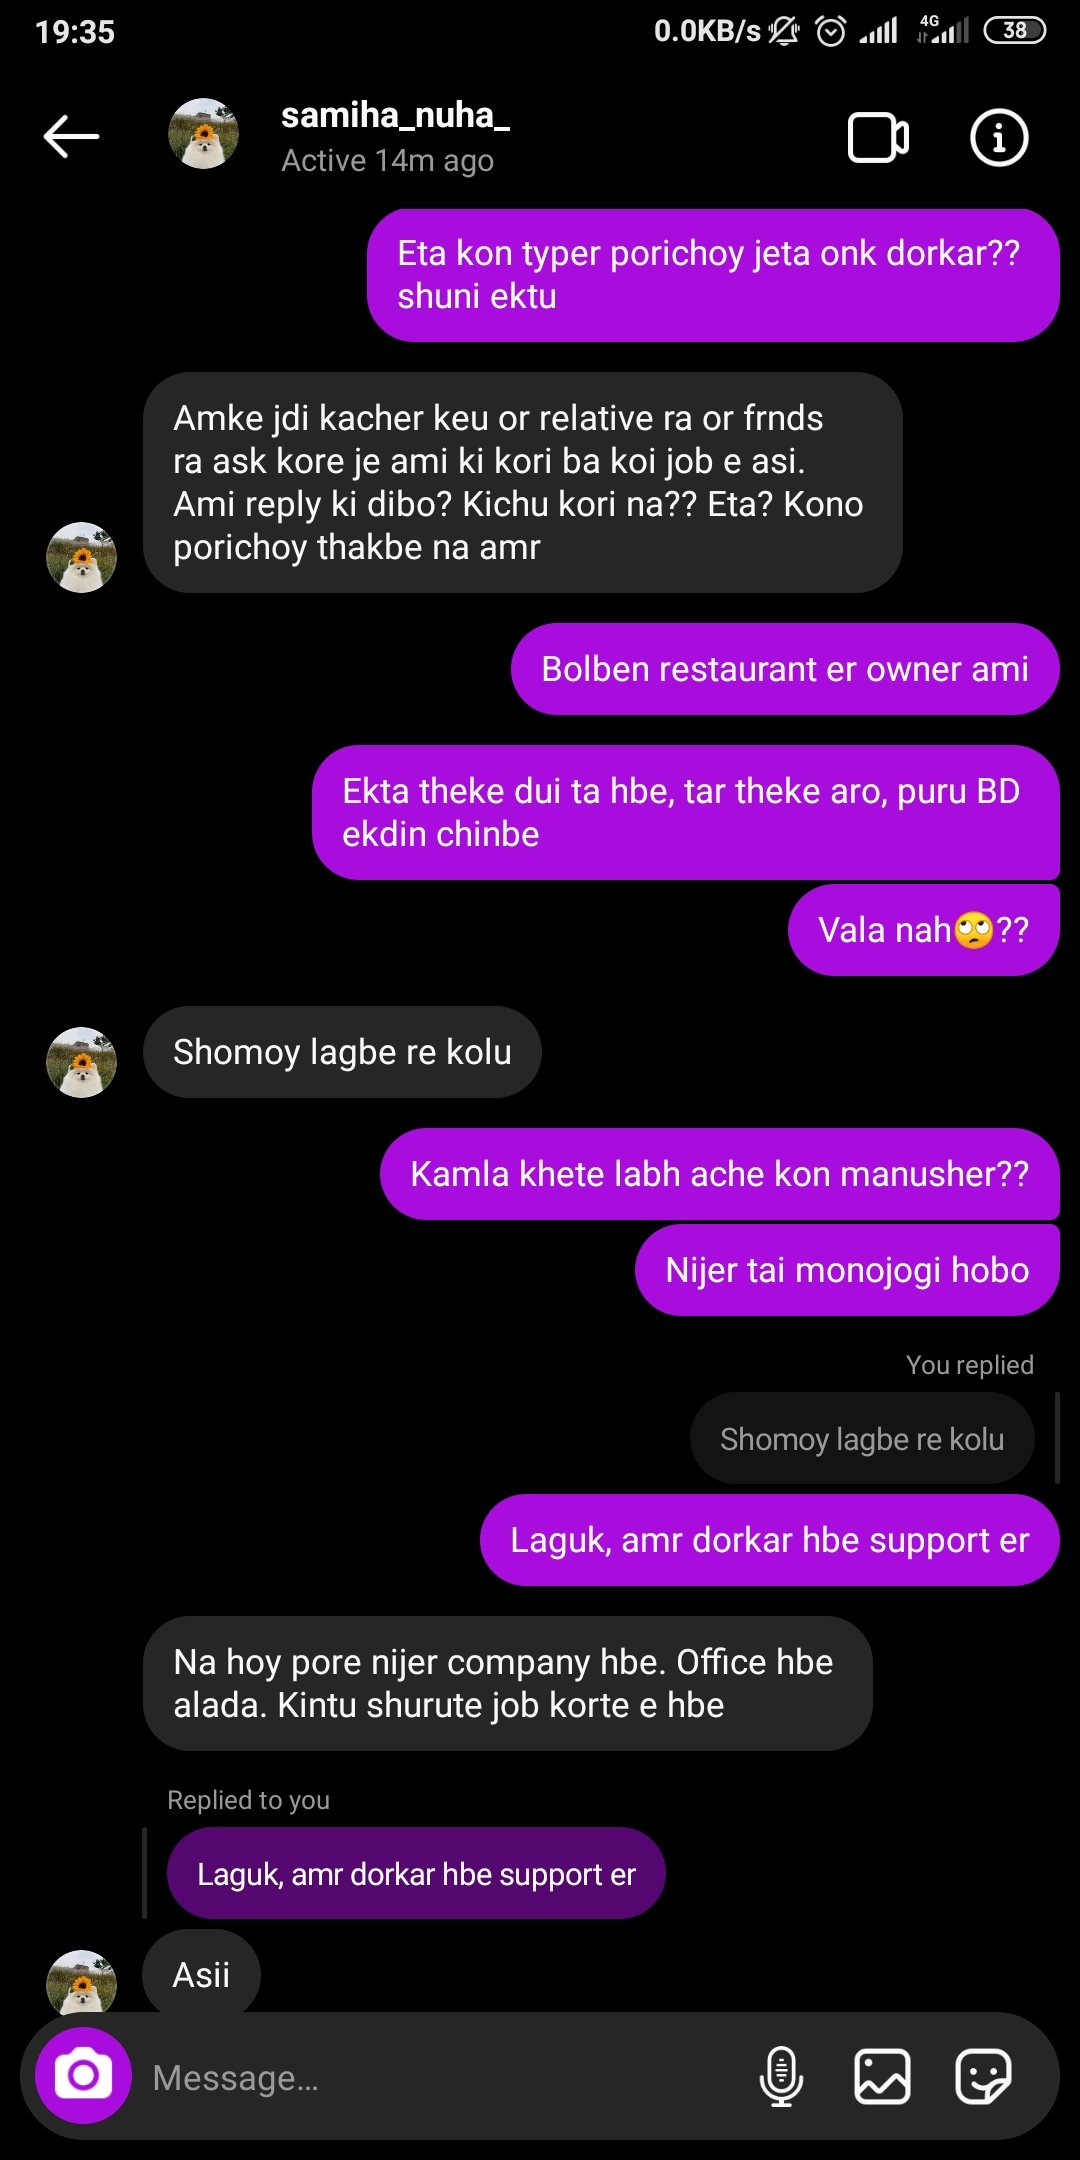 19:35 0.0KB/s 4G 38
samiha_nuha_
Active 14m ago
Eta kon typer porichoy jeta onk dorkar??
shuni ektu
Amke jdi kacher keu or relative ra or frnds
ra ask kore je ami ki kori ba koi job e asi.
Ami reply ki dibo? Kichu kori na?? Eta? Kono
porichoy thakbe na amr
Bolben restaurant er owner ami
Ekta theke dui ta hbe, tar theke aro, puru BD
ekdin chinbe
Vala nah🙄??
Shomoy lagbe re kolu
Kamla khete labh ache kon manusher??
Nijer tai monojogi hobo
You replied
Shomoy lagbe re kolu
Laguk, amr dorkar hbe support er
Na hoy pore nijer company hbe. Office hbe
alada. Kintu shurute job korte e hbe
Replied to you
Laguk, amr dorkar hbe support er
Asii
Message...